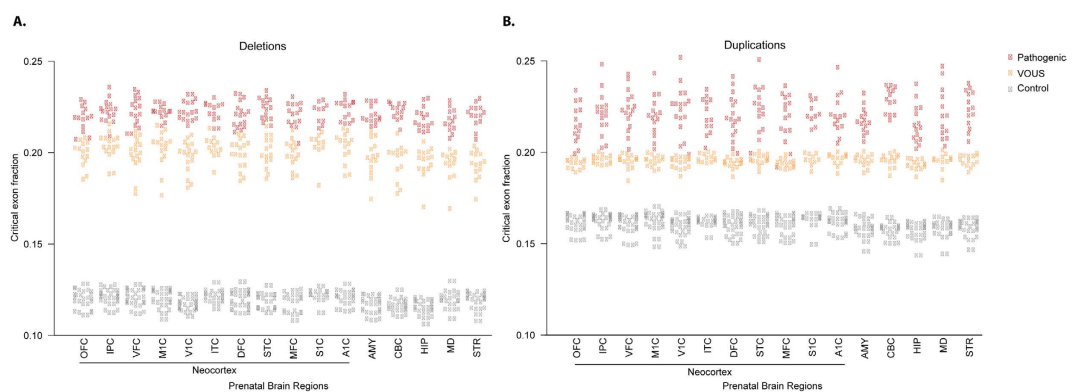 A.
Deletions
Critical exon fraction
0.25
0.20
0.15
0.10
OFC
IPC
VFC
M1C
V1C
ITC
DFC
STC
MFC
S1C
A1C
AMY
CBC
HIP
MD
STR
Neocortex
Prenatal Brain Regions
B.
Duplications
Critical exon fraction
0.25
0.20
0.15
0.10
OFC
IPC
VFC
M1C
V1C
ITC
DFC
STC
MFC
S1C
A1C
AMY
CBC
HIP
MD
STR
Neocortex
Prenatal Brain Regions
Pathogenic
VOUS
Control